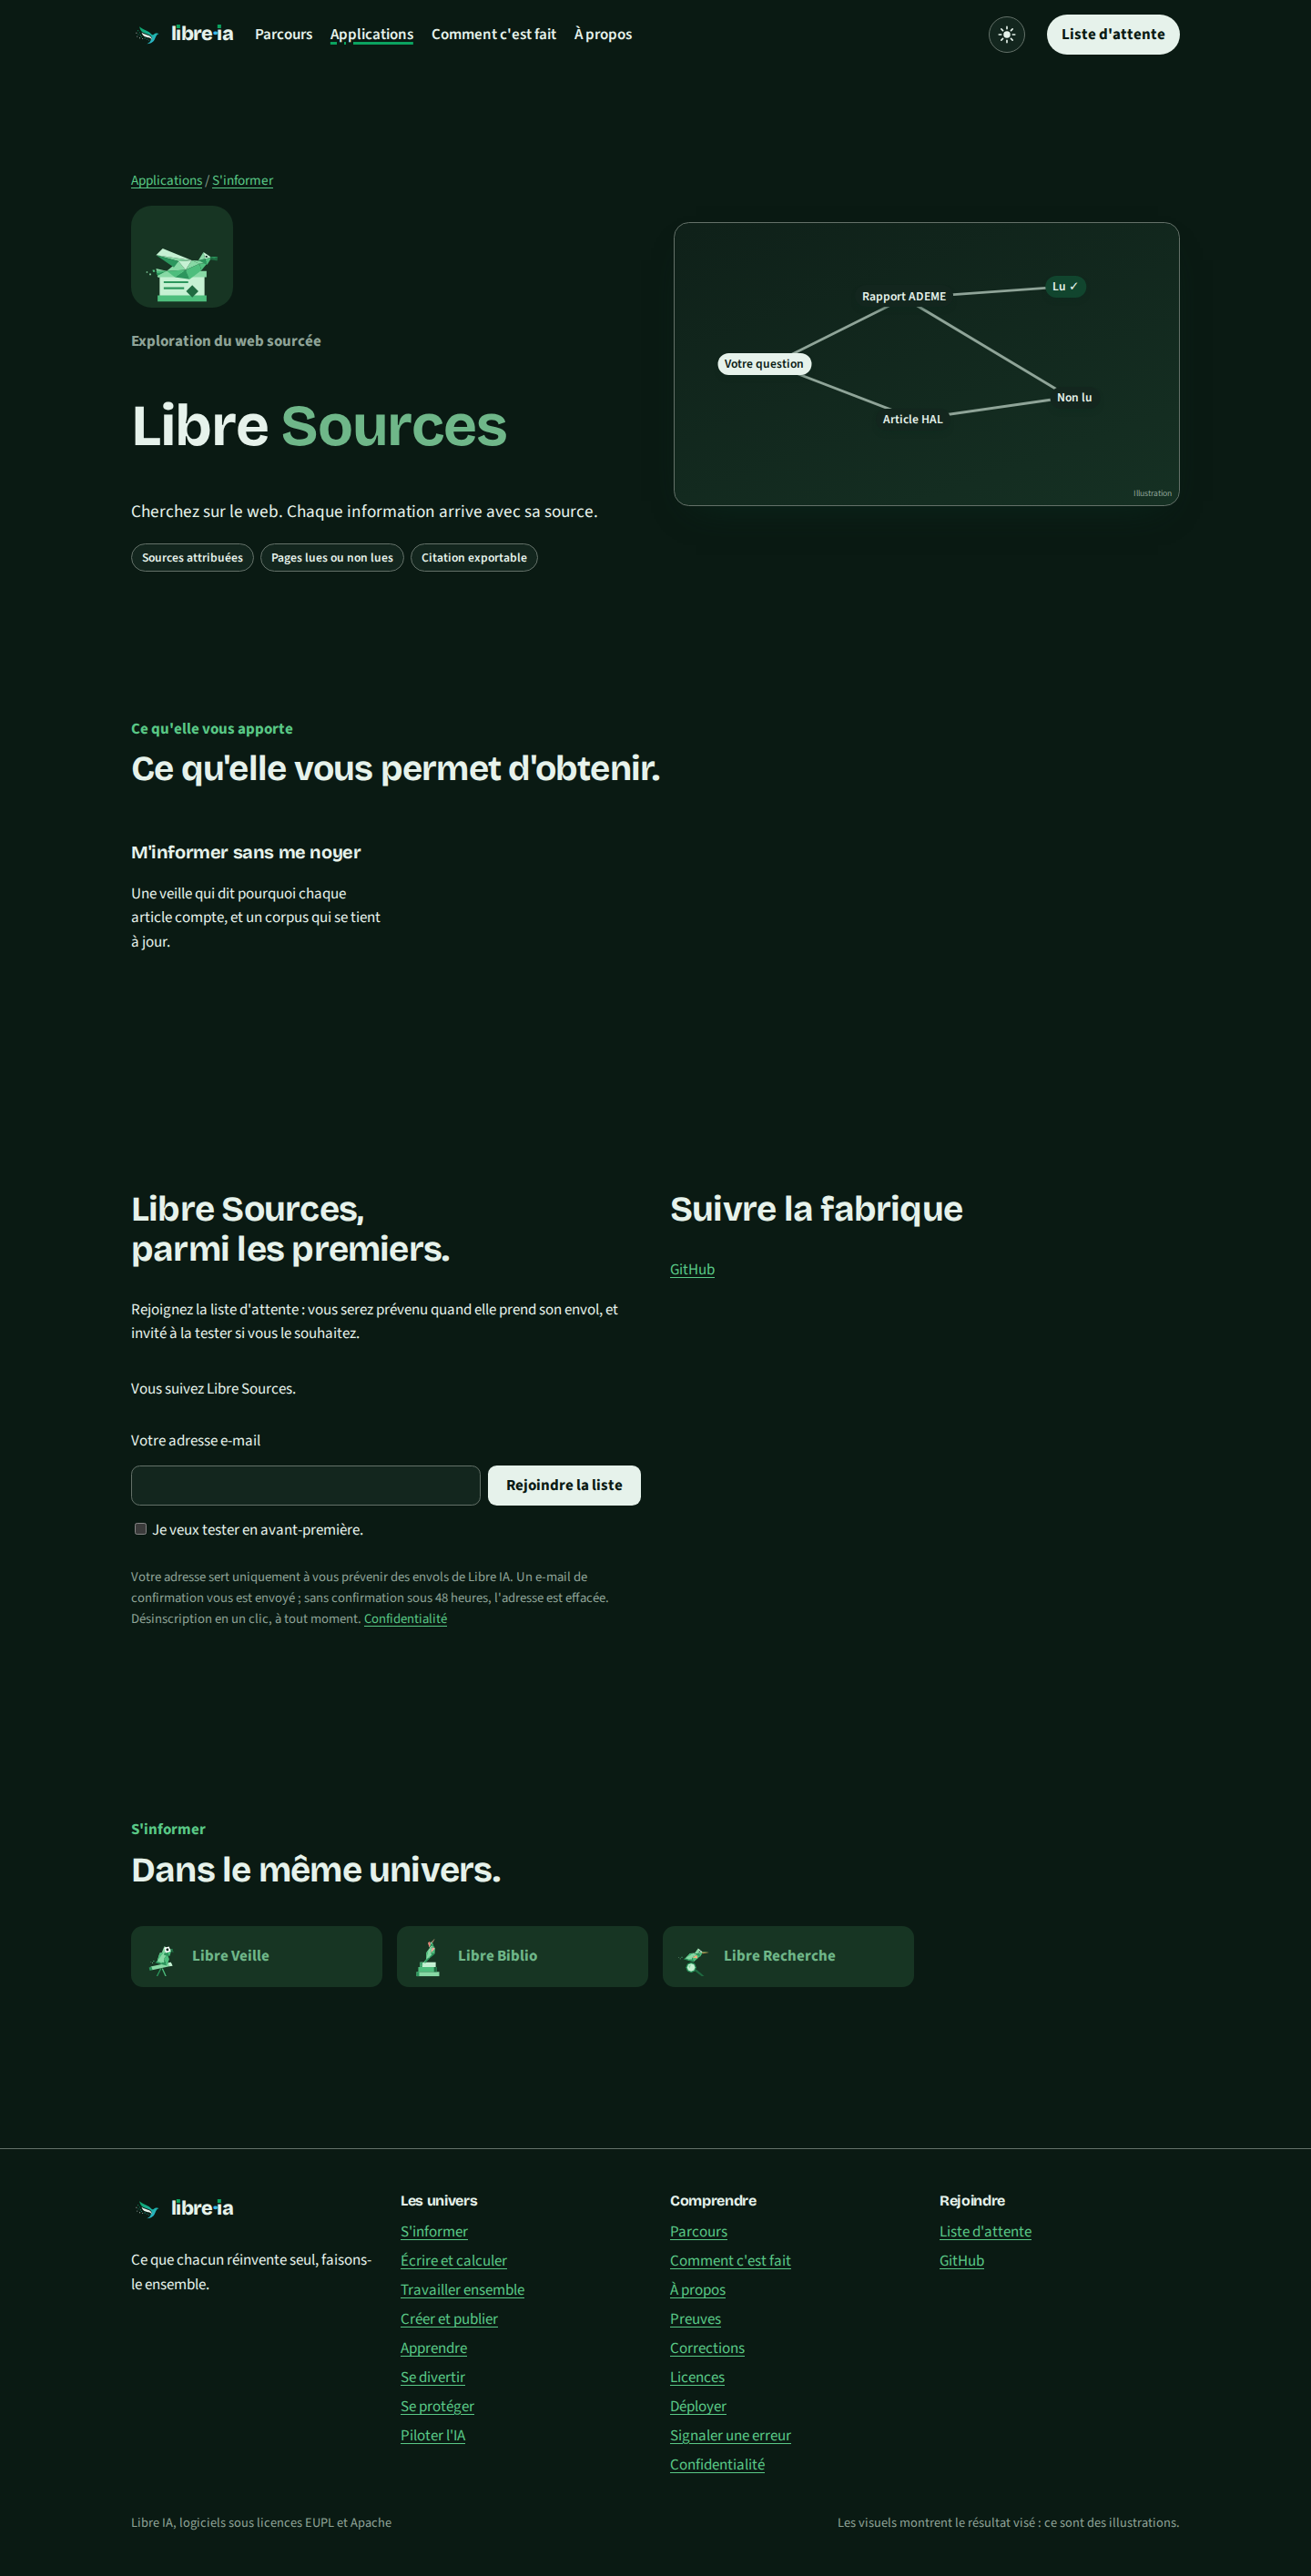 libre·ia
Parcours
Applications
Comment c'est fait
À propos
Liste d'attente
Applications / S'informer
Exploration du web sourcée
Libre Sources
Cherchez sur le web. Chaque information arrive avec sa source.
Sources attribuées
Pages lues ou non lues
Citation exportable
Rapport ADEME
Lu ✓
Votre question
Non lu
Article HAL
Illustration
Ce qu'elle vous apporte
Ce qu'elle vous permet d'obtenir.
M'informer sans me noyer
Une veille qui dit pourquoi chaque
article compte, et un corpus qui se tient
à jour.
Libre Sources,
parmi les premiers.
Rejoignez la liste d'attente : vous serez prévenu quand elle prend son envol, et
invité à la tester si vous le souhaitez.
Vous suivez Libre Sources.
Votre adresse e-mail
Rejoindre la liste
Je veux tester en avant-première.
Votre adresse sert uniquement à vous prévenir des envols de Libre IA. Un e-mail de
confirmation vous est envoyé ; sans confirmation sous 48 heures, l'adresse est effacée.
Désinscription en un clic, à tout moment. Confidentialité
Suivre la fabrique
GitHub
S'informer
Dans le même univers.
Libre Veille
Libre Biblio
Libre Recherche
libre·ia
Ce que chacun réinvente seul, faisons-
le ensemble.
Les univers
S'informer
Écrire et calculer
Travailler ensemble
Créer et publier
Apprendre
Se divertir
Se protéger
Piloter l'IA
Comprendre
Parcours
Comment c'est fait
À propos
Preuves
Corrections
Licences
Déployer
Signaler une erreur
Confidentialité
Rejoindre
Liste d'attente
GitHub
Libre IA, logiciels sous licences EUPL et Apache
Les visuels montrent le résultat visé : ce sont des illustrations.